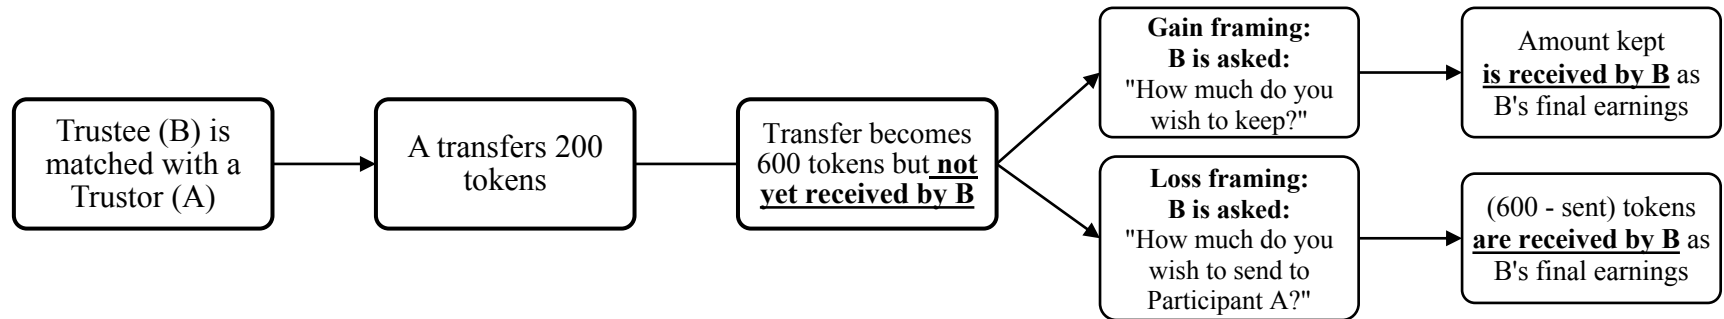 Trustee (B) is
matched with a
Trustor (A)
A transfers 200
tokens
Transfer becomes
600 tokens but not
yet received by B
Gain framing:
B is asked:
"How much do you
wish to keep?"
Amount kept
is received by B as
B's final earnings
Loss framing:
B is asked:
"How much do you
wish to send to
Participant A?"
(600 - sent) tokens
are received by B as
B's final earnings